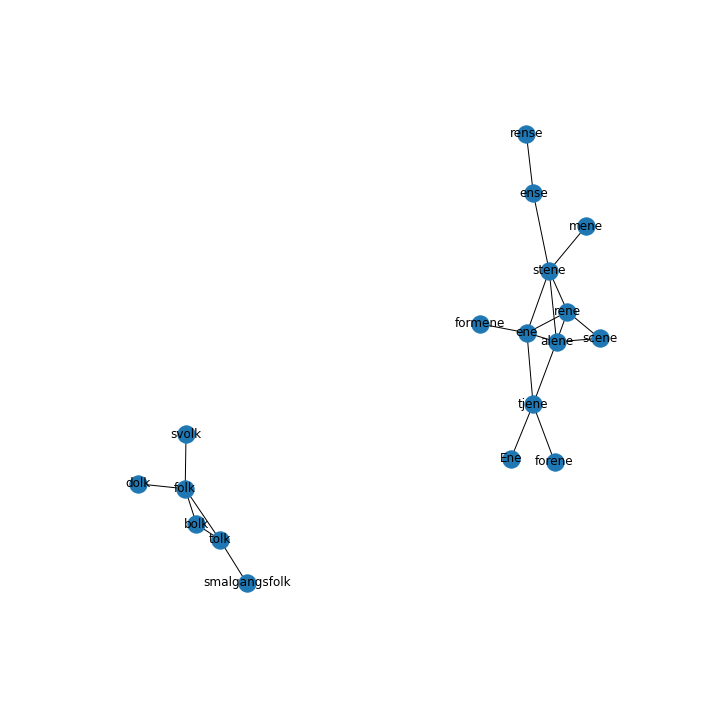 rense
ense
mene
stene
rene
formene
ene
alene
scene
tjene
Ene
forene
svolk
dolk
folk
bolk
tolk
smalgangsfolk